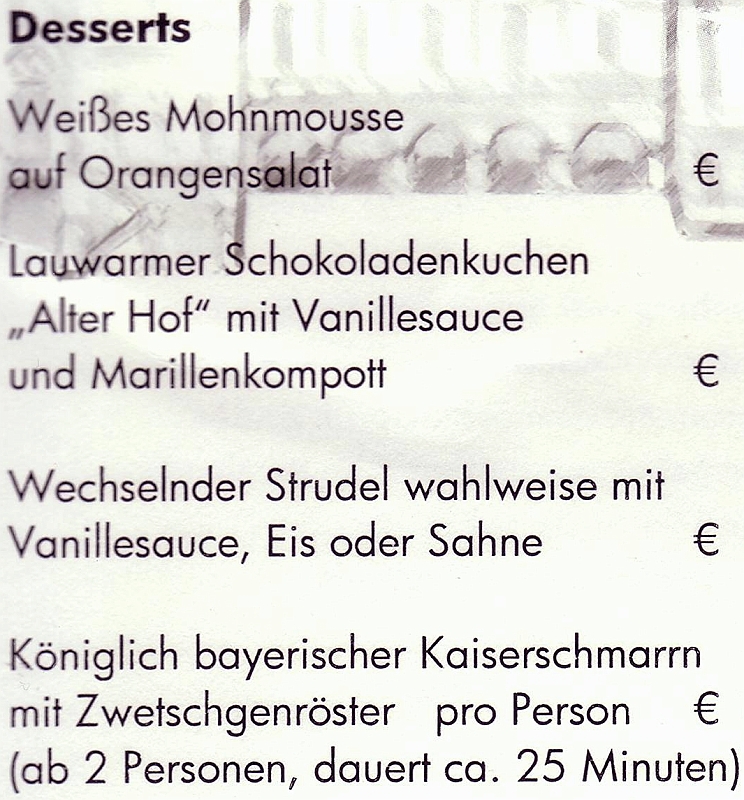 Desserts
Weißes Mohnmousse
auf Orangensalat €
Lauwarmer Schokoladenkuchen
„Alter Hof“ mit Vanillesauce
und Marillenkompott €
Wechselnder Strudel wahlweise mit
Vanillesauce, Eis oder Sahne €
Königlich bayerischer Kaiserschmarrn
mit Zwetschgenröster pro Person €
(ab 2 Personen, dauert ca. 25 Minuten)